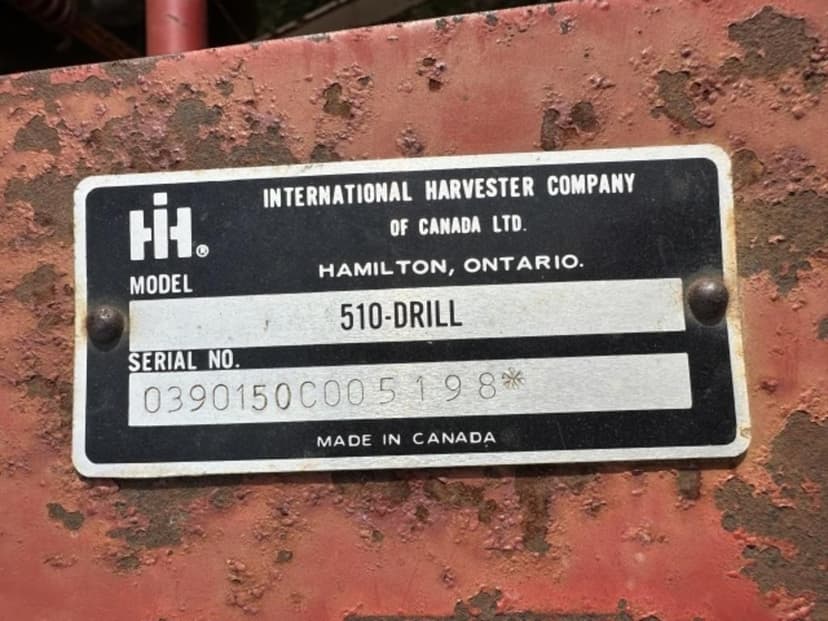 IH®
INTERNATIONAL HARVESTER COMPANY
OF CANADA LTD.
HAMILTON, ONTARIO.
MODEL
510-DRILL
SERIAL NO.
0390150C005198*
MADE IN CANADA